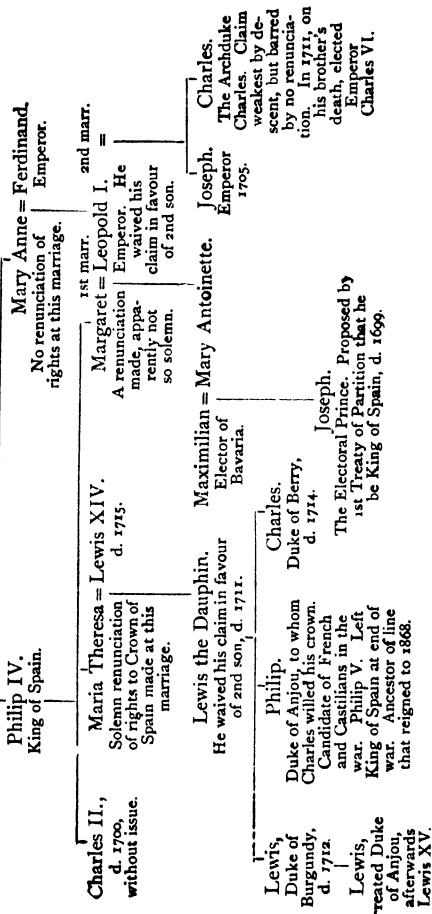 Philip IV.
King of Spain.
Mary Anne = Ferdinand,
Emperor.
No renunciation of
rights at this marriage.
Charles II.,
d. 1700,
without issue.
Maria Theresa = Lewis XIV.
d. 1715.
Solemn renunciation
of rights to Crown of
Spain made at this
marriage.
1st marr.
2nd marr.
Margaret = Leopold I. =
A renunciation
made, appa-
rently not
so solemn.
Emperor. He
waived his
claim in favour
of 2nd son.
Lewis the Dauphin.
He waived his claim in favour
of 2nd son, d. 1711.
Maximilian = Mary Antoinette.
Elector of
Bavaria.
Joseph.
Emperor
1705.
Charles.
The Archduke
Charles. Claim
weakest by de-
scent, but barred
by no renuncia-
tion. In 1711, on
his brother's
death, elected
Emperor
Charles VI.
Lewis,
Duke of
Burgundy,
d. 1712.
Philip.
Duke of Anjou, to whom
Charles willed his crown.
Candidate of French
and Castilians in the
war. Philip V. Left
King of Spain at end of
war. Ancestor of line
that reigned to 1868.
Charles.
Duke of Berry,
d. 1714.
Joseph.
The Electoral Prince. Proposed by
1st Treaty of Partition that he
be King of Spain, d. 1699.
Lewis,
reated Duke
of Anjou,
afterwards
Lewis XV.